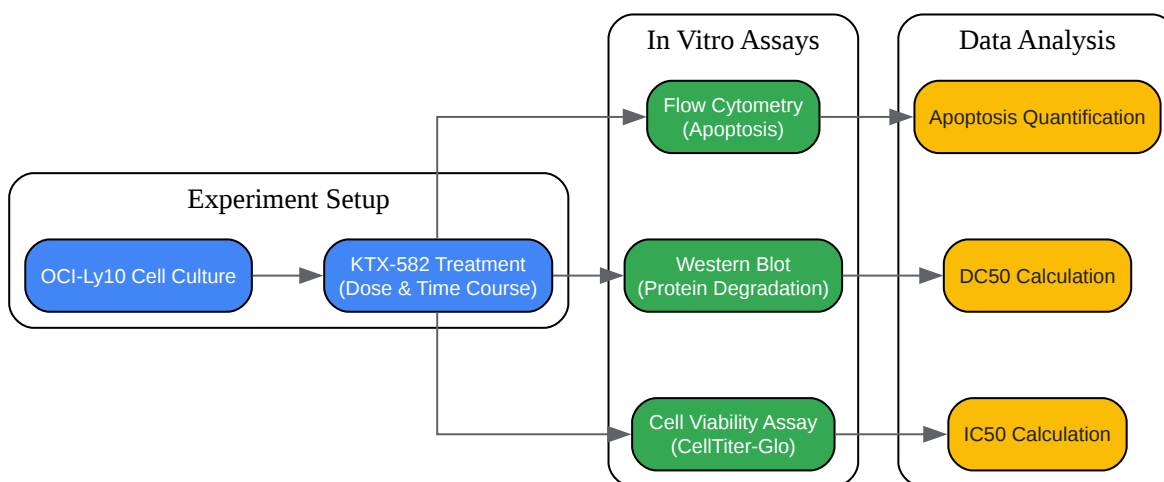 In Vitro Assays
Data Analysis
Flow Cytometry
(Apoptosis)
Apoptosis Quantification
Experiment Setup
OCI-Ly10 Cell Culture
KTX-582 Treatment
(Dose & Time Course)
Western Blot
(Protein Degradation)
DC50 Calculation
Cell Viability Assay
(CellTiter-Glo)
IC50 Calculation